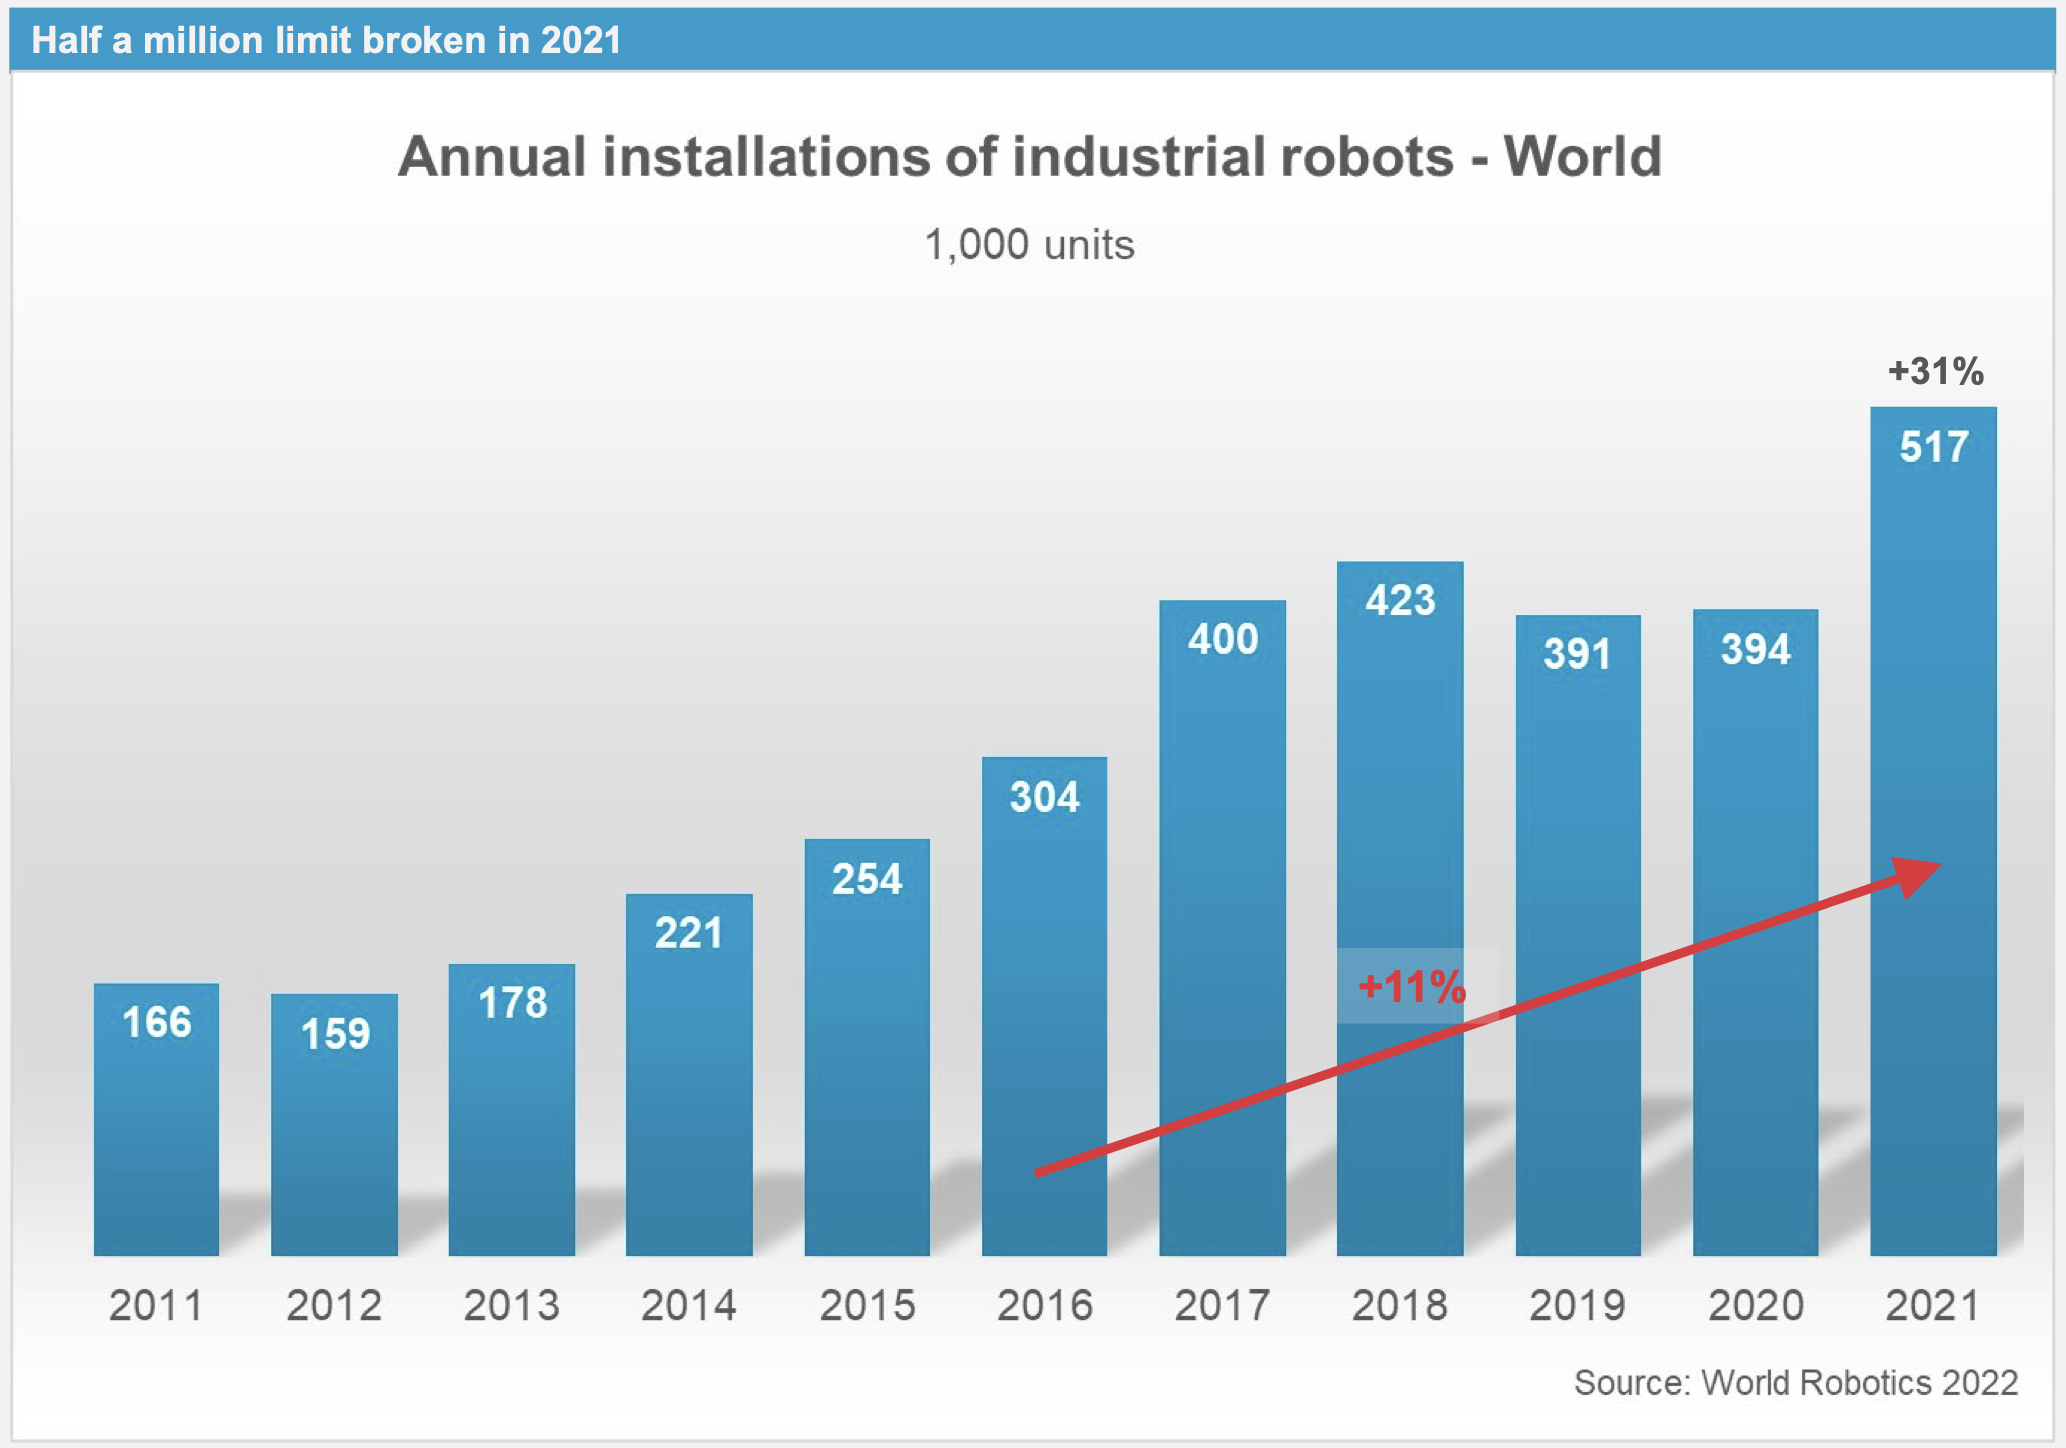 Half a million limit broken in 2021
Annual installations of industrial robots - World
1,000 units
+31%
517
423
400
394
391
304
254
221
178
166
159
+11%
2011 2012 2013 2014 2015 2016 2017 2018 2019 2020 2021
Source: World Robotics 2022